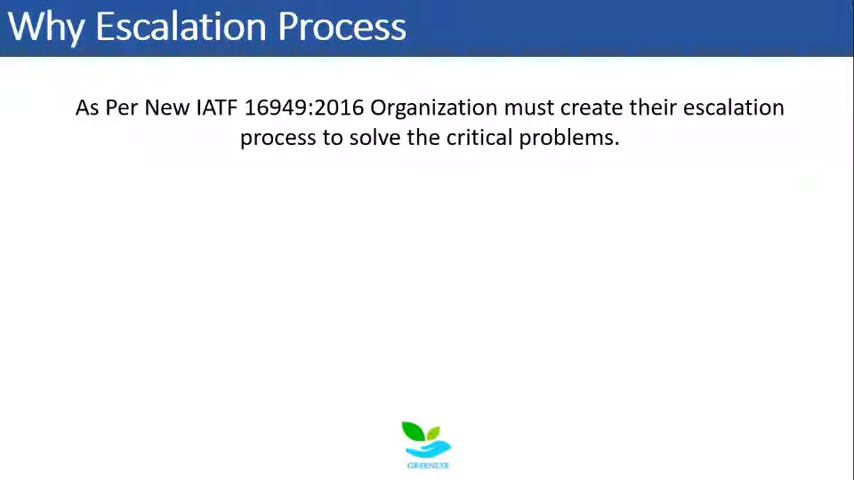 Why Escalation Process
As Per New IATF 16949:2016 Organization must create their escalation
process to solve the critical problems.
GREENEXE